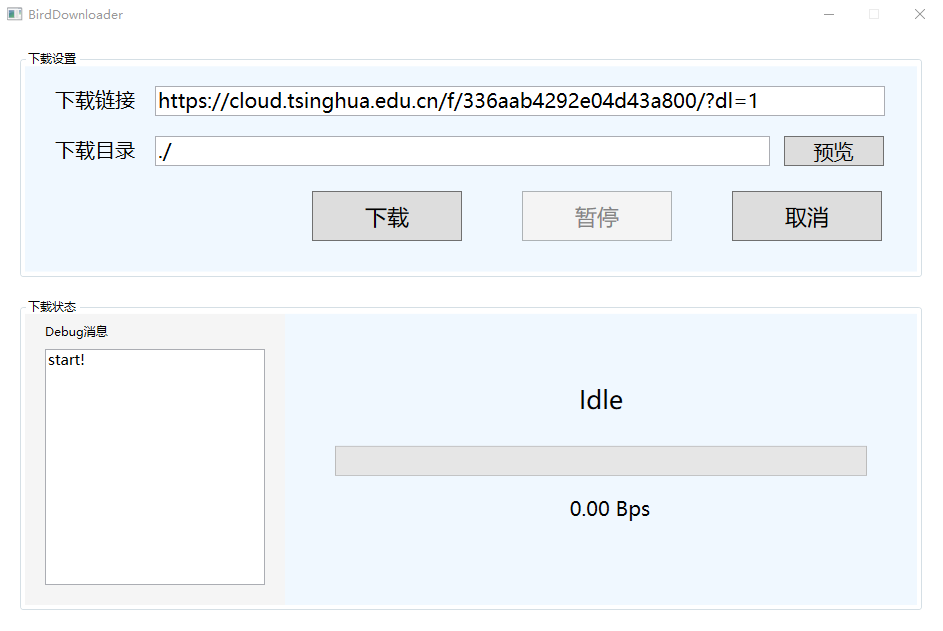 BirdDownloader
下载设置
下载链接 https://cloud.tsinghua.edu.cn/f/336aab4292e04d43a800/?dl=1
下载目录 ./ 预览
下载 暂停 取消
下载状态
Debug消息
start!
Idle
0.00 Bps